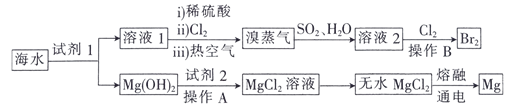 i)稀硫酸
试剂1 溶液1 ii)Cl₂ 溴蒸气 SO₂、H₂O 溶液2 Cl₂ Br₂
iii)热空气 操作B
海水
Mg(OH)₂ 试剂2 MgCl₂溶液 无水MgCl₂ 熔融 Mg
操作A 通电